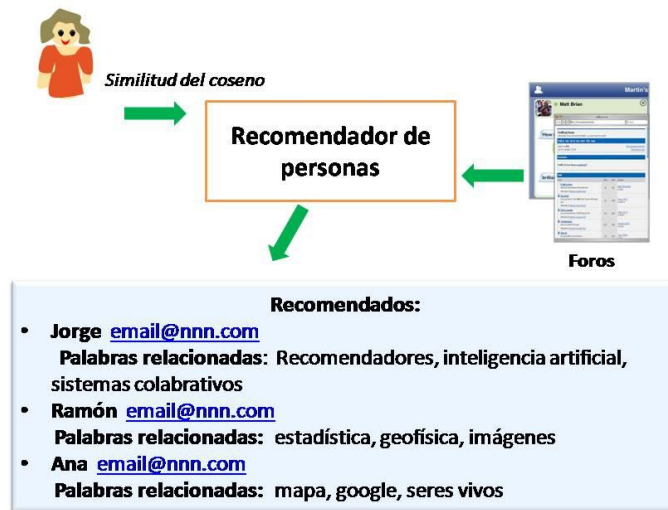 Similitud del coseno
Martin's
Matt Brian
Recomendador de
personas
Foros
Recomendados:
• Jorge email@nnn.com
Palabras relacionadas: Recomendadores, inteligencia artificial,
sistemas colabrativos
• Ramón email@nnn.com
Palabras relacionadas: estadística, geofísica, imágenes
• Ana email@nnn.com
Palabras relacionadas: mapa, google, seres vivos